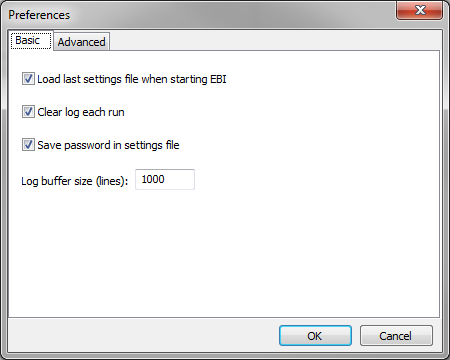 Preferences
Basic
Advanced
Load last settings file when starting EBI
Clear log each run
Save password in settings file
Log buffer size (lines): 1000
OK
Cancel